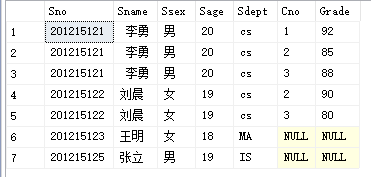 Sno Sname Ssex Sage Sdept Cno Grade
1 201215121 李勇 男 20 cs 1 92
2 201215121 李勇 男 20 cs 2 85
3 201215121 李勇 男 20 cs 3 88
4 201215122 刘晨 女 19 cs 2 90
5 201215122 刘晨 女 19 cs 3 80
6 201215123 王明 女 18 MA NULL NULL
7 201215125 张立 男 19 IS NULL NULL